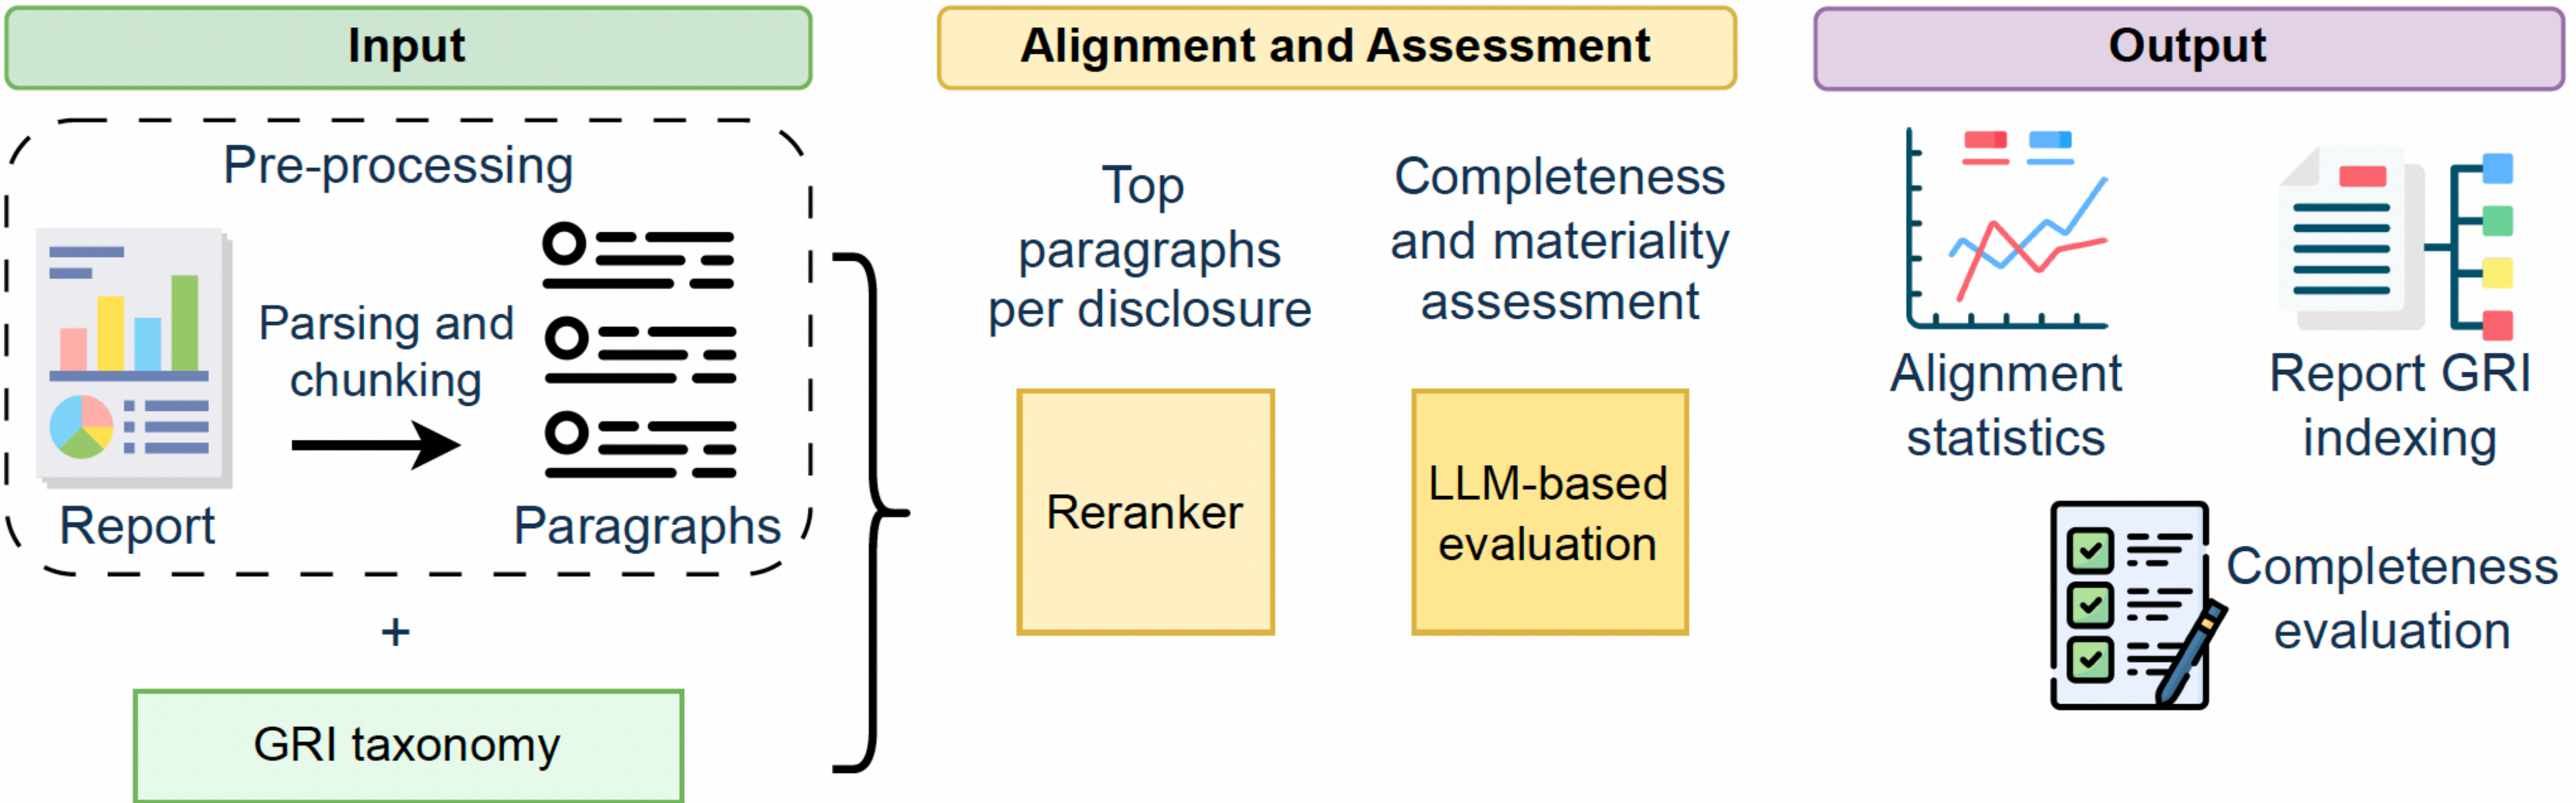 Input
Pre-processing
Parsing and
chunking
Report
Paragraphs
+
GRI taxonomy
Alignment and Assessment
Top
paragraphs
per disclosure
Reranker
Completeness
and materiality
assessment
LLM-based
evaluation
Output
Alignment
statistics
Report GRI
indexing
Completeness
evaluation